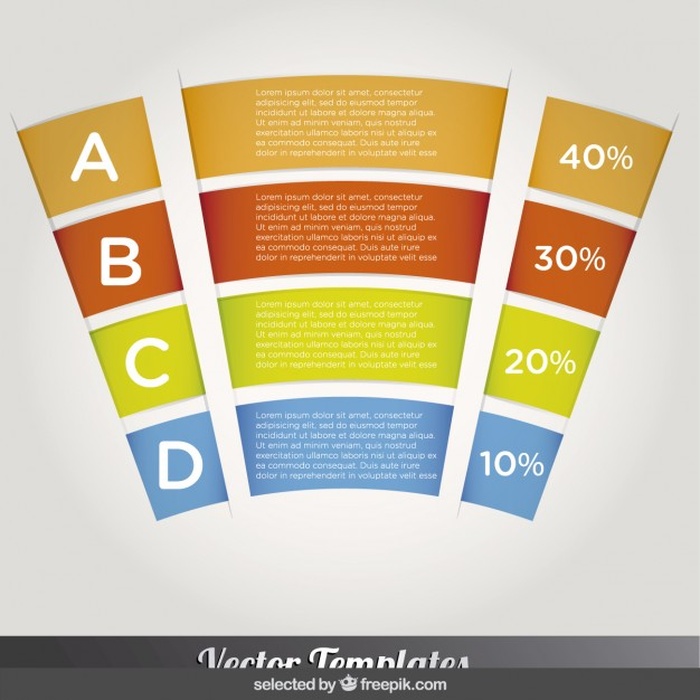 A
Lorem ipsum dolor sit amet, consectetur
adipisicing elit, sed do eiusmod tempor
incididunt ut labore et dolore magna aliqua.
Ut enim ad minim veniam, quis nostrud
exercitation ullamco laboris nisi ut aliquip ex
ea commodo consequat. Duis aute irure dolor
in reprehenderit in voluptate velit esse
40%
B
adipisicing elit, sed do eiusmod tempor
incididunt ut labore et dolore magna aliqua.
Ut enim ad minim veniam, quis nostrud
exercitation ullamco laboris nisi ut aliquip ex
ea commodo consequat. Duis aute irure dolor
in reprehenderit in voluptate velit esse
30%
C
Lorem ipsum dolor sit amet, consectetur
adipisicing elit, sed do eiusmod tempor
incididunt ut labore et dolore magna aliqua.
Ut enim ad minim veniam, quis nostrud
exercitation ullamco laboris nisi ut aliquip ex
ea commodo consequat. Duis aute irure dolor
in reprehenderit in voluptate velit esse
20%
D
Lorem ipsum dolor sit amet, consectetur
adipisicing elit, sed do eiusmod tempor
incididunt ut labore et dolore magna aliqua.
Ut enim ad minim veniam, quis nostrud
exercitation ullamco laboris nisi ut aliquip ex
ea commodo consequat. Duis aute irure dolor
in reprehenderit in voluptate velit esse
10%
Vector Templates
selected by freepik.com